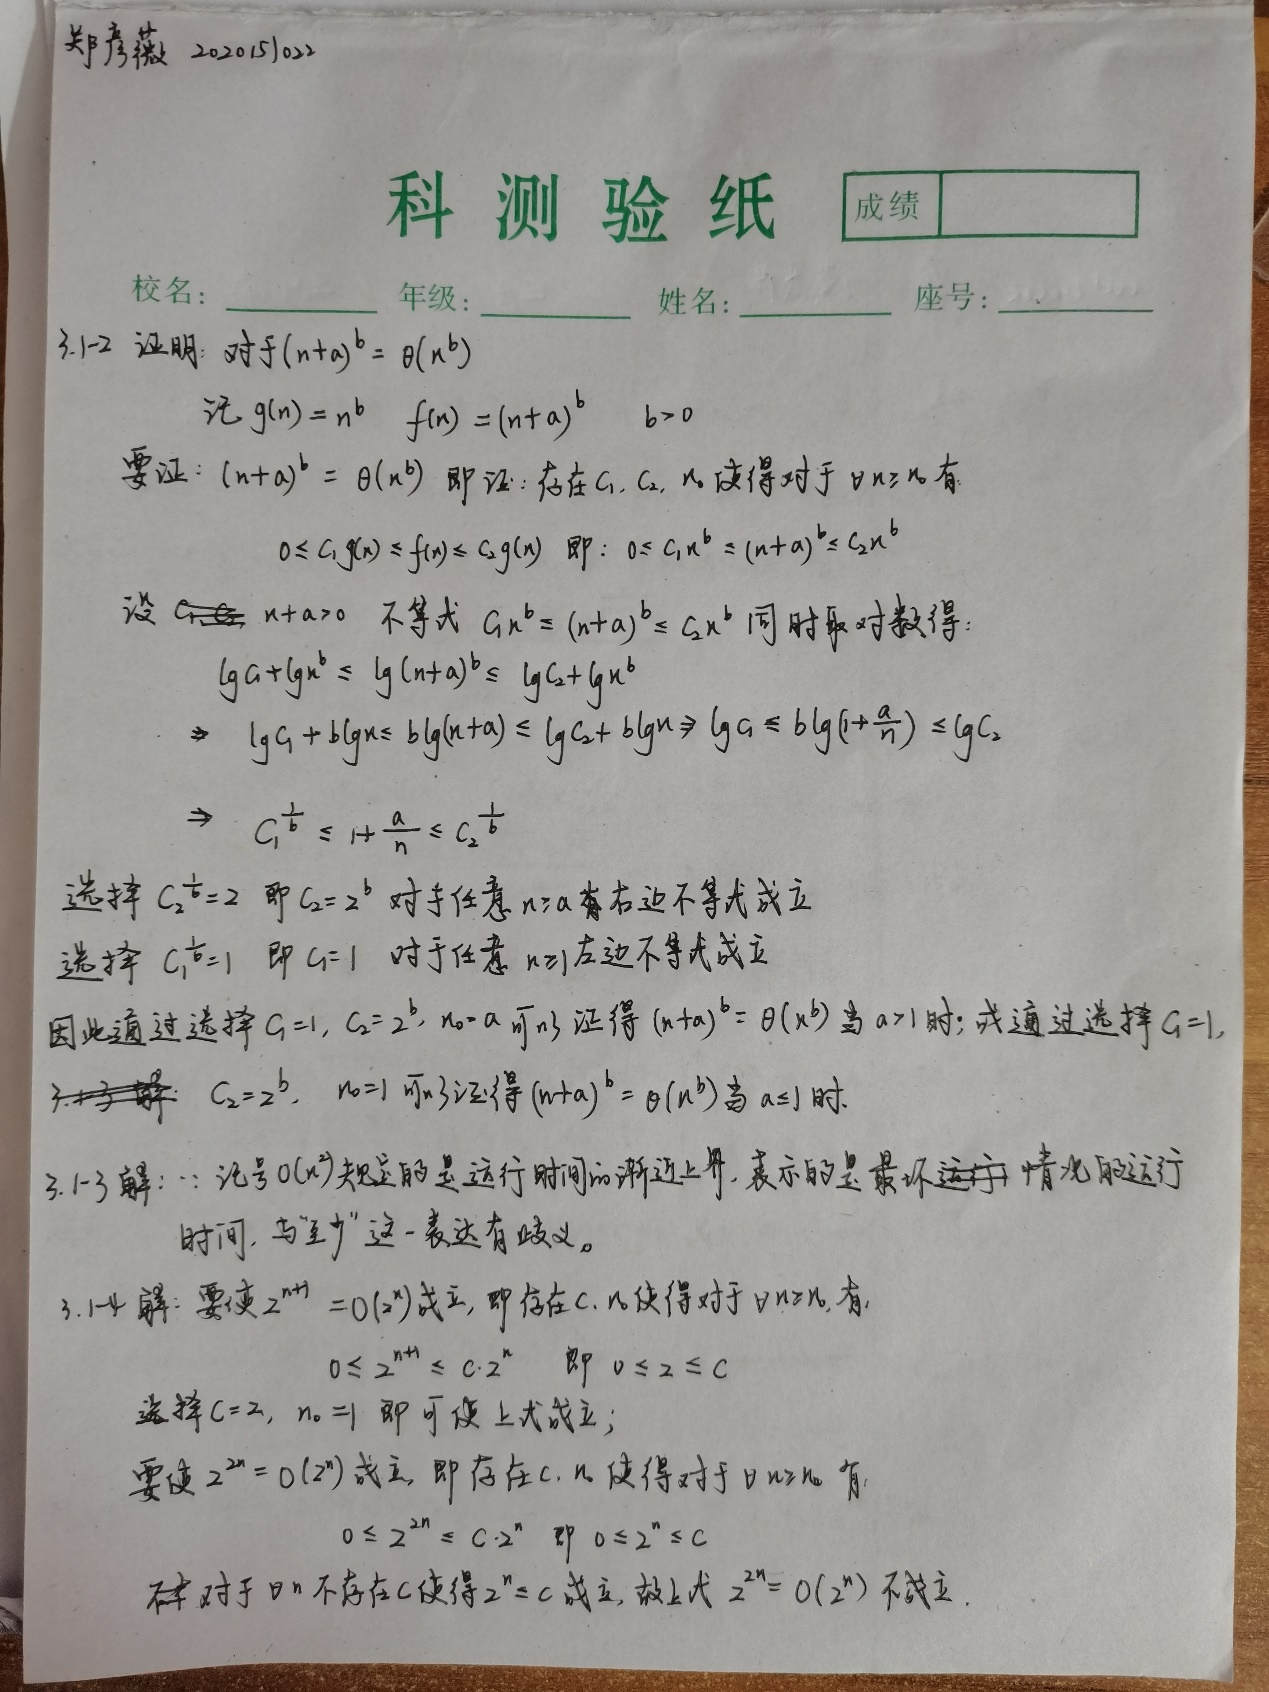 郑彦薇 2020151022
科测验纸
成绩
校名: 年级: 姓名: 座号:
3.1-2 证明: 对于(n+a)^b = θ(n^b)
记 g(n) = n^b f(n) = (n+a)^b b>0
要证: (n+a)^b = θ(n^b) 即证: 存在 C₁, C₂, n₀ 使得对于 ∀n≥n₀ 有:
0 ≤ C₁g(n) ≤ f(n) ≤ C₂g(n) 即: 0 ≤ C₁n^b ≤ (n+a)^b ≤ C₂n^b
设 n+a>0 不等式 C₁n^b ≤ (n+a)^b ≤ C₂n^b 同时取对数得:
lgC₁+lgn^b ≤ lg(n+a)^b ≤ lgC₂+lgn^b
⇒ lgC₁ + blgn ≤ blg(n+a) ≤ lgC₂ + blgn ⇒ lgC₁ ≤ blg(1+a/n) ≤ lgC₂
⇒ C₁^(1/b) ≤ 1+a/n ≤ C₂^(1/b)
选择 C₂^(1/b)=2 即 C₂=2^b 对于任意 n≥a 右边不等式成立
选择 C₁^(1/b)=1 即 C₁=1 对于任意 n≥1 左边不等式成立
因此通过选择 C₁=1, C₂=2^b, n₀=a 可以证得 (n+a)^b = θ(n^b) 当 a>1 时; 或通过选择 C₁=1,
C₂=2^b, n₀=1 可以证得 (n+a)^b = θ(n^b) 当 a≤1 时.
3.1-3 解: ∵ 记号O(n²)规定的是运行时间的渐近上界, 表示的是最坏情况的运行
时间, 与"至少"这一表达有歧义。
3.1-4 解: 要使 2^(n+1) = O(2^n) 成立, 即存在 C, n₀ 使得对于 ∀n≥n₀, 有:
0 ≤ 2^(n+1) ≤ C·2^n 即 0 ≤ 2 ≤ C
选择 C=2, n₀=1 即可使上式成立;
要使 2^(2n) = O(2^n) 成立, 即存在 C, n₀ 使得对于 ∀n≥n₀ 有:
0 ≤ 2^(2n) ≤ C·2^n 即 0 ≤ 2^n ≤ C
对于 ∀n 不存在 C 使得 2^n ≤ C 成立, 故上式 2^(2n) = O(2^n) 不成立.